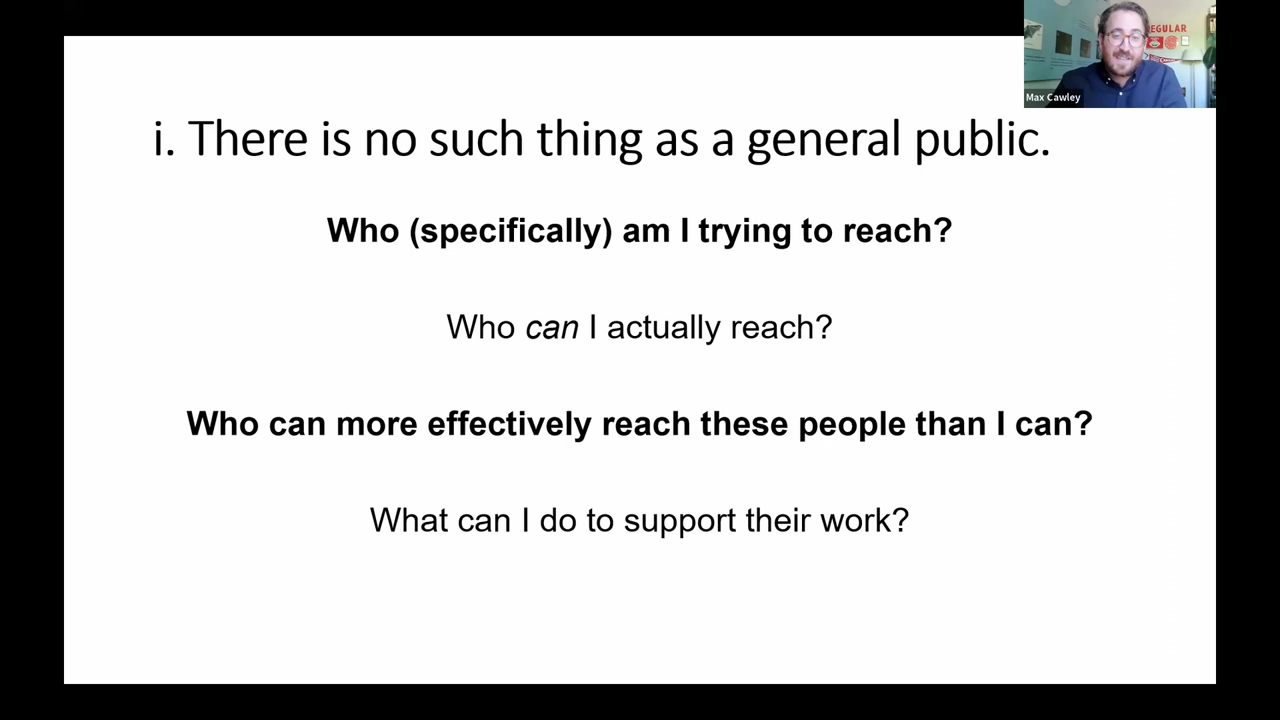 EGULAR
Max Cawley
i. There is no such thing as a general public.
Who (specifically) am I trying to reach?
Who can I actually reach?
Who can more effectively reach these people than I can?
What can I do to support their work?